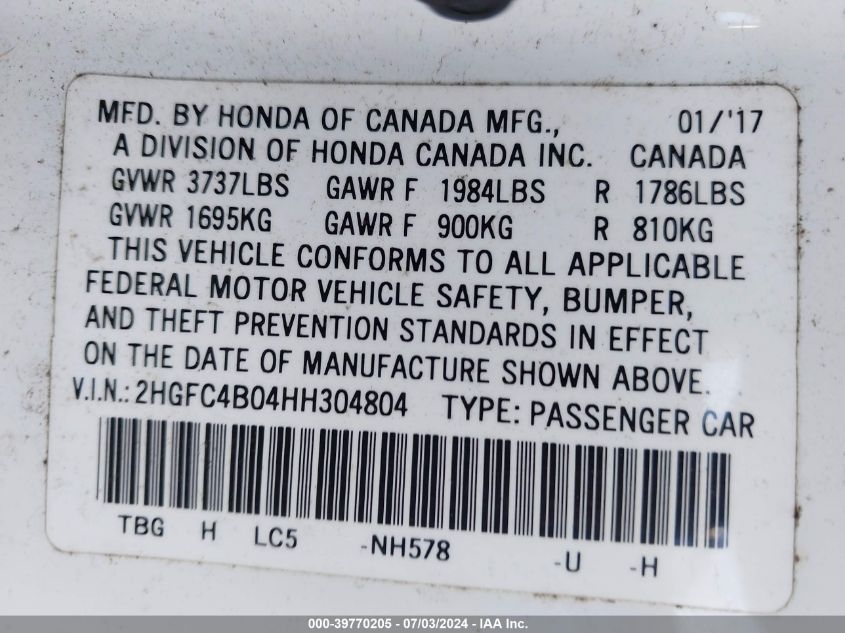 MFD. BY HONDA OF CANADA MFG., 01/'17
A DIVISION OF HONDA CANADA INC. CANADA
GVWR 3737LBS GAWR F 1984LBS R 1786LBS
GVWR 1695KG GAWR F 900KG R 810KG
THIS VEHICLE CONFORMS TO ALL APPLICABLE
FEDERAL MOTOR VEHICLE SAFETY, BUMPER,
AND THEFT PREVENTION STANDARDS IN EFFECT
ON THE DATE OF MANUFACTURE SHOWN ABOVE.
V.I.N.: 2HGFC4B04HH304804 TYPE: PASSENGER CAR
TBG H LC5 -NH578 -U -H
000-39770205 - 07/03/2024 - IAA Inc.